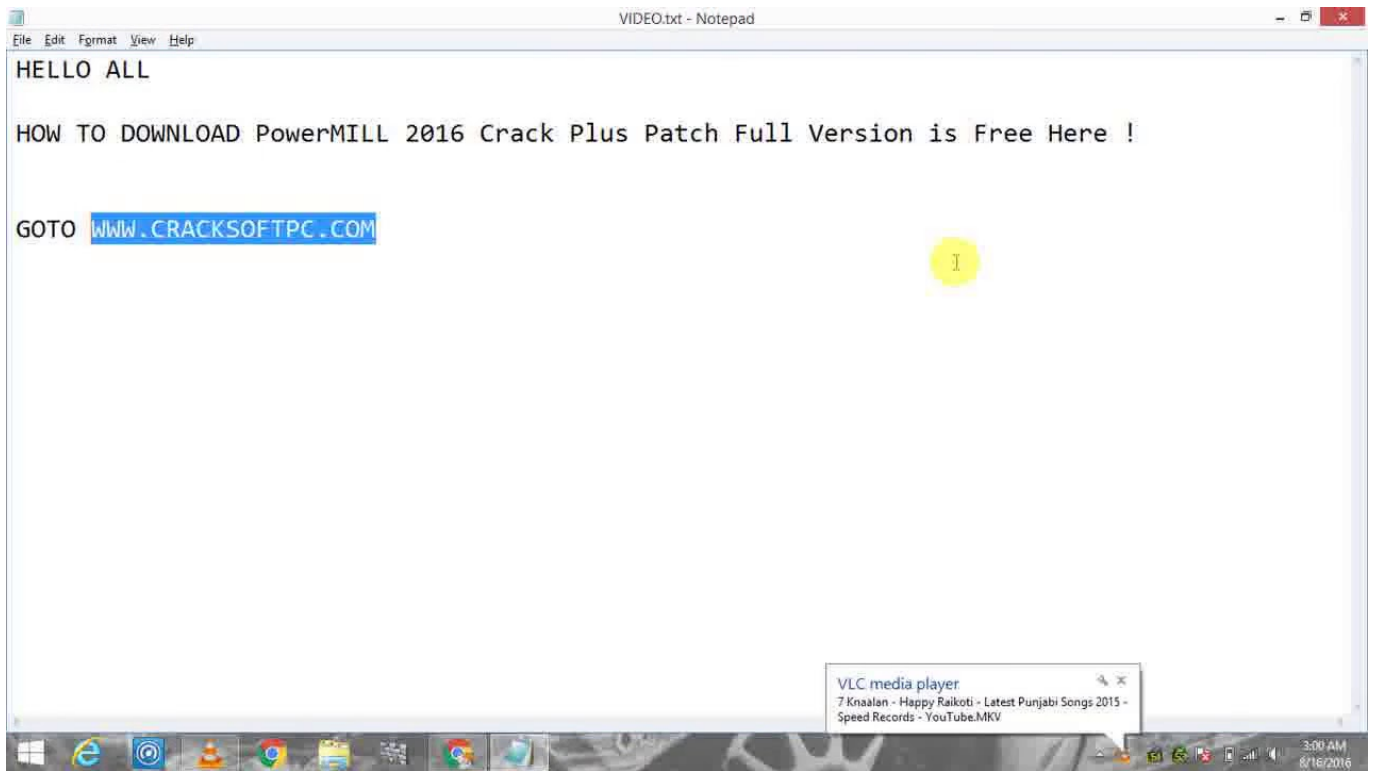 VIDEO.txt - Notepad
File Edit Format View Help
HELLO ALL
HOW TO DOWNLOAD PowerMILL 2016 Crack Plus Patch Full Version is Free Here !
GOTO WWW.CRACKSOFTPC.COM
VLC media player
7 Knaalan - Happy Raikoti - Latest Punjabi Songs 2015 -
Speed Records - YouTube.MKV
3:00 AM
8/16/2016